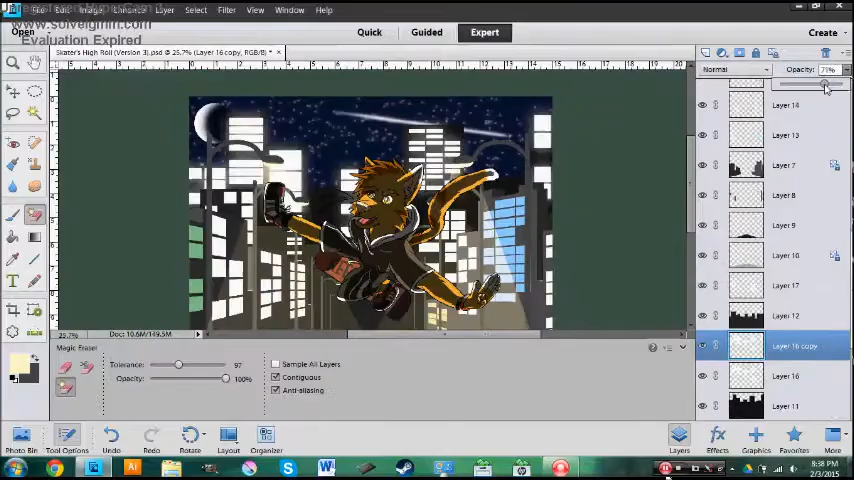 File Edit Image Enhance Layer Select Filter View Window Help
www.solveigmm.com
Evaluation Expired
Open
Quick
Guided
Expert
Create
Skater's High Roll (Version 3).psd @ 25.7% (Layer 16 copy, RGB/8) * ×
Normal
Opacity: 71%
Layer 14
Layer 13
Layer 7
Layer 8
Layer 9
Layer 10
Layer 17
Layer 12
Layer 16 copy
Layer 16
Layer 11
25.7%
Doc: 10.6M/149.5M
Magic Eraser
Tolerance: 97
Opacity: 100%
Sample All Layers
Contiguous
Anti-aliasing
Photo Bin
Tool Options
Undo
Redo
Rotate
Layout
Organizer
Layers
Effects
Graphics
Favorites
More
8:38 PM
2/3/2015